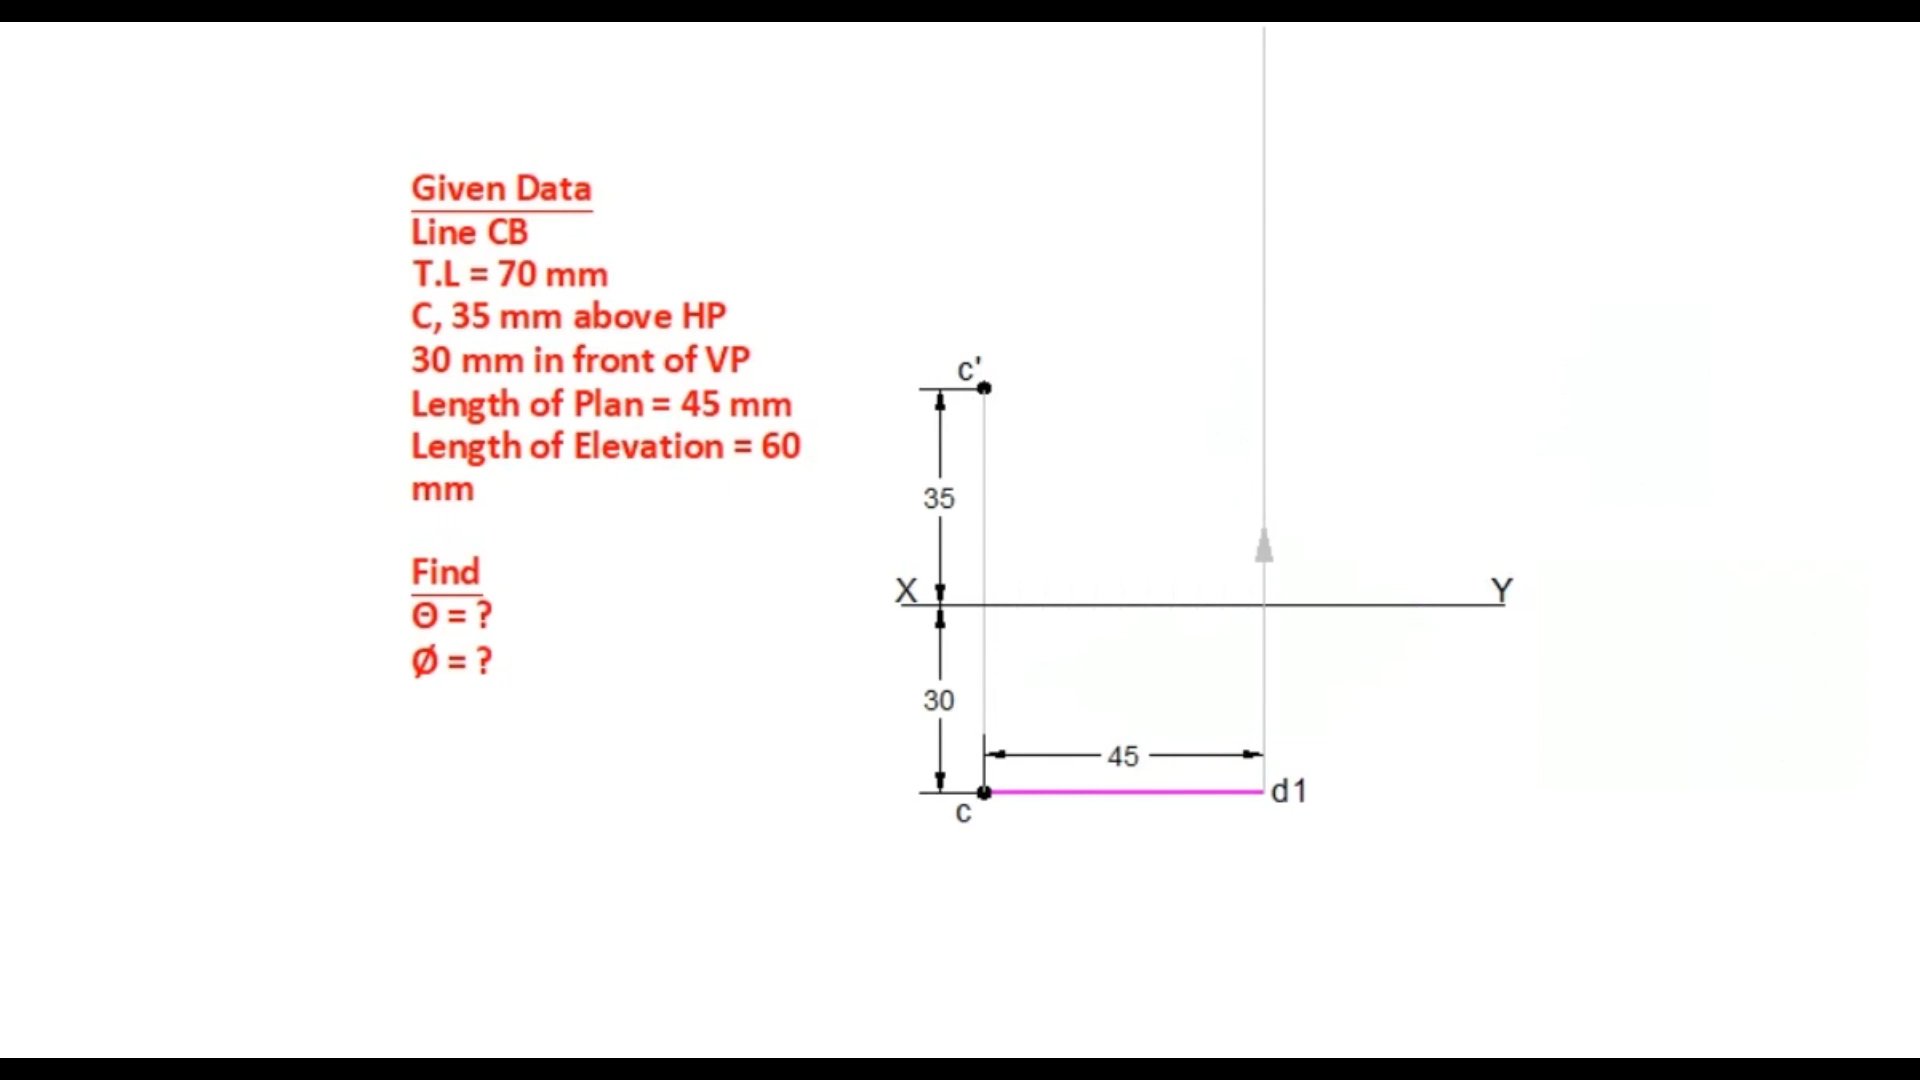 Given Data
Line CB
T.L = 70 mm
C, 35 mm above HP
30 mm in front of VP
Length of Plan = 45 mm
Length of Elevation = 60
mm
Find
Θ = ?
Ø = ?
c'
35
X
Y
30
45
d1
c